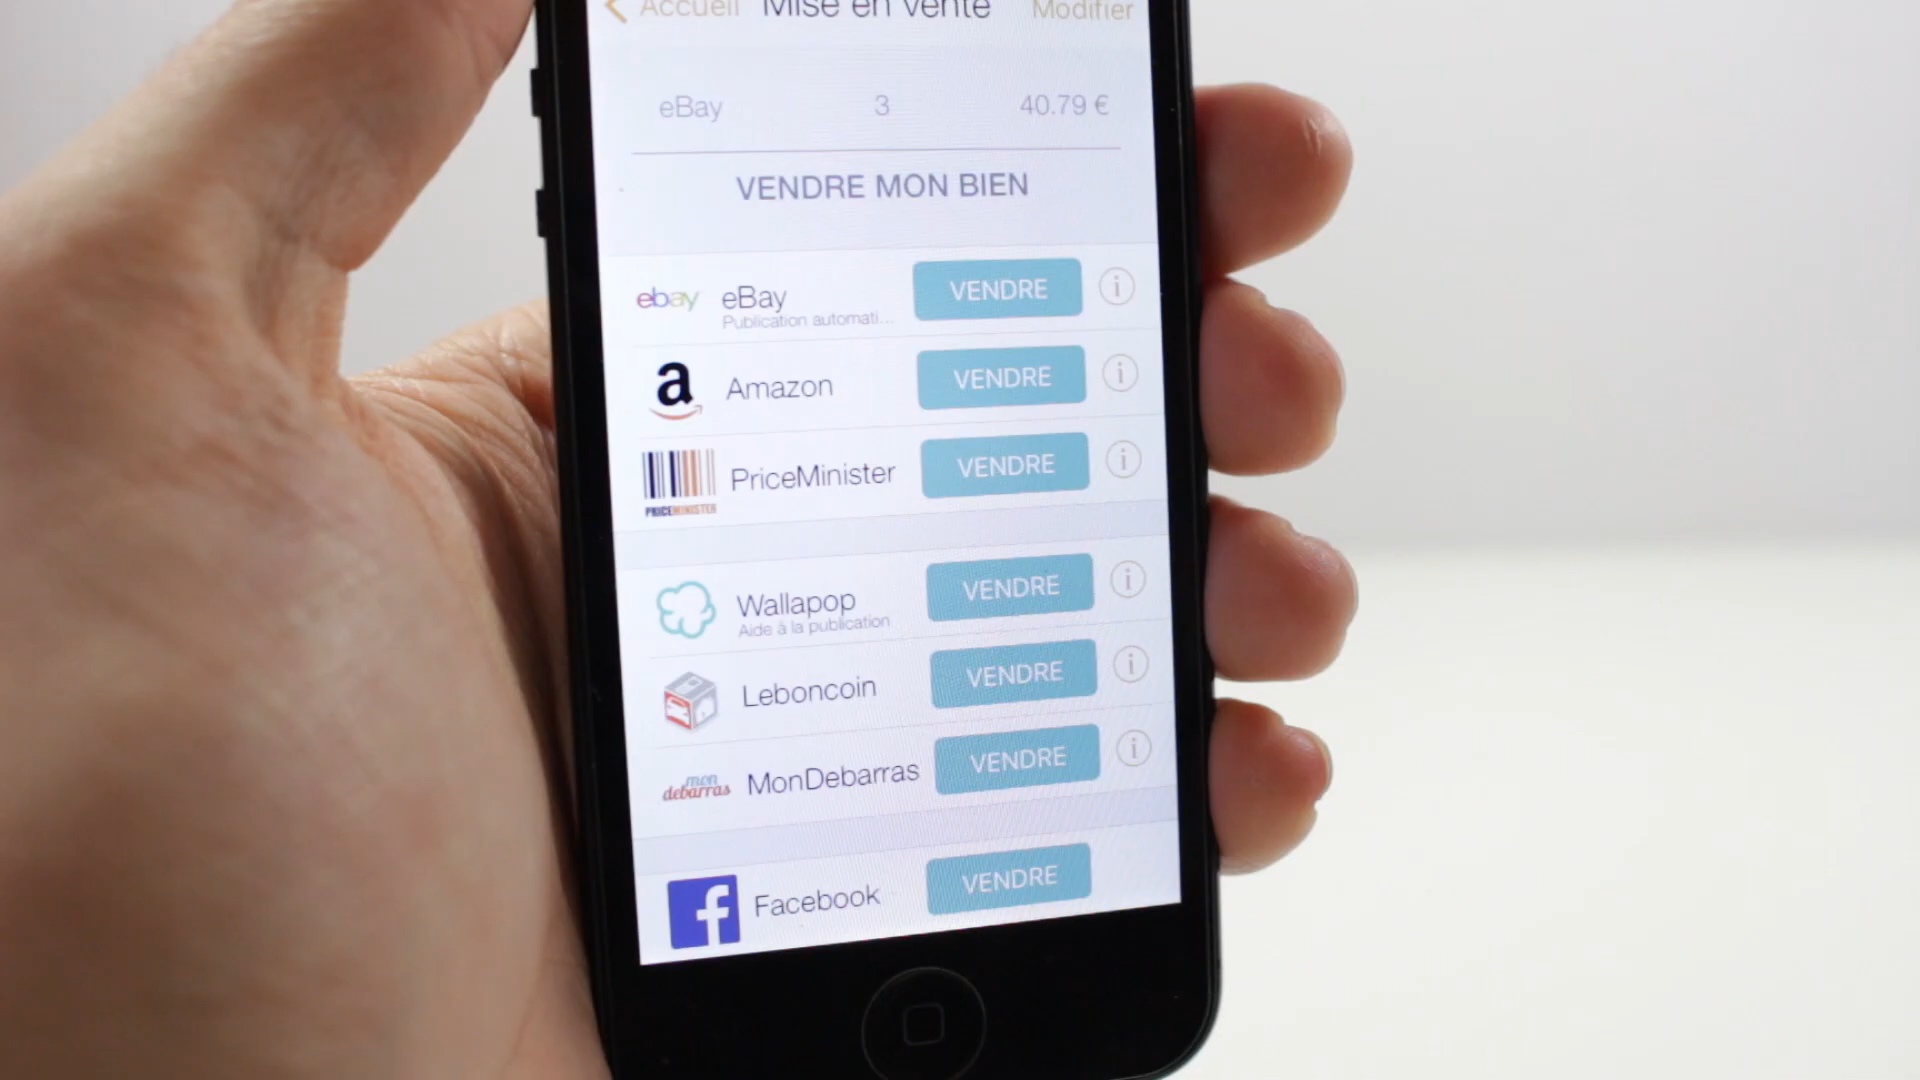 Accueil Mise en vente Modifier
eBay 3 40.79 €
VENDRE MON BIEN
ebay eBay VENDRE i
Publication automati...
a Amazon VENDRE i
PriceMinister VENDRE i
PRICEMINISTER
Wallapop VENDRE i
Aide à la publication
Leboncoin VENDRE i
mon
debarras MonDebarras VENDRE i
f Facebook VENDRE